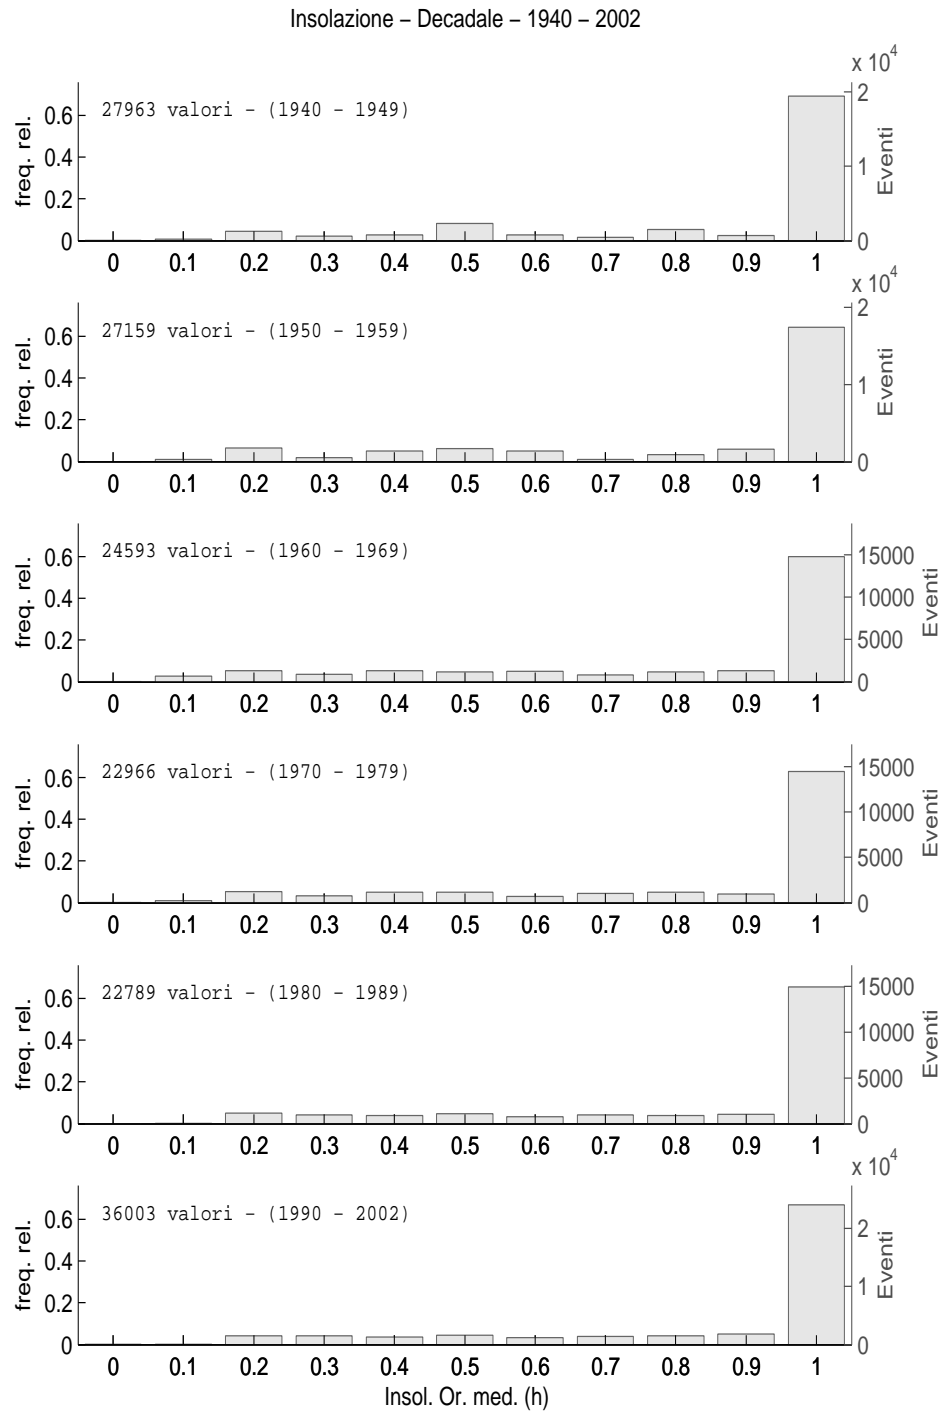 Insolazione – Decadale – 1940 – 2002
x 10^4
27963 valori – (1940 – 1949)
freq. rel.
0.6
0.4
0.2
0
2
1
0
Eventi
0 0.1 0.2 0.3 0.4 0.5 0.6 0.7 0.8 0.9 1
x 10^4
27159 valori – (1950 – 1959)
freq. rel.
0.6
0.4
0.2
0
2
1
0
Eventi
0 0.1 0.2 0.3 0.4 0.5 0.6 0.7 0.8 0.9 1
24593 valori – (1960 – 1969)
freq. rel.
0.6
0.4
0.2
0
15000
10000
5000
0
Eventi
0 0.1 0.2 0.3 0.4 0.5 0.6 0.7 0.8 0.9 1
22966 valori – (1970 – 1979)
freq. rel.
0.6
0.4
0.2
0
15000
10000
5000
0
Eventi
0 0.1 0.2 0.3 0.4 0.5 0.6 0.7 0.8 0.9 1
22789 valori – (1980 – 1989)
freq. rel.
0.6
0.4
0.2
0
15000
10000
5000
0
Eventi
0 0.1 0.2 0.3 0.4 0.5 0.6 0.7 0.8 0.9 1
x 10^4
36003 valori – (1990 – 2002)
freq. rel.
0.6
0.4
0.2
0
2
1
0
Eventi
0 0.1 0.2 0.3 0.4 0.5 0.6 0.7 0.8 0.9 1
Insol. Or. med. (h)